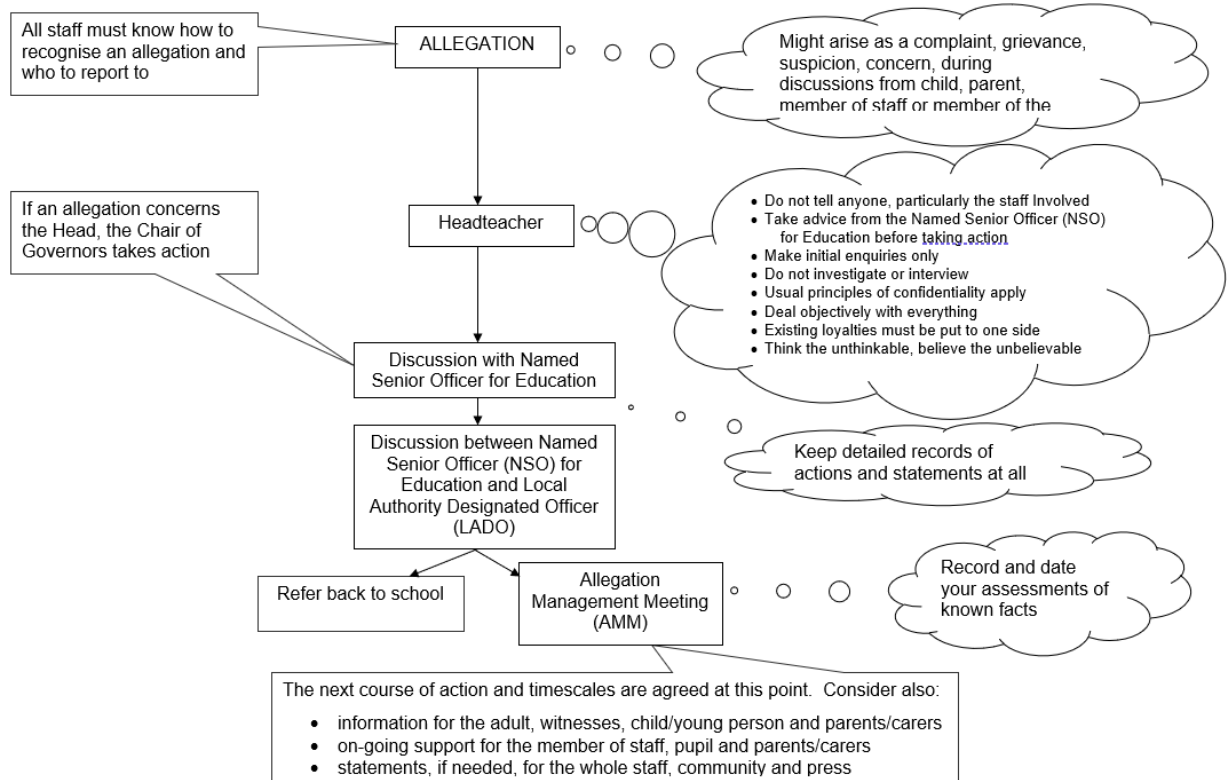 All staff must know how to
recognise an allegation and
who to report to
ALLEGATION
Might arise as a complaint, grievance,
suspicion, concern, during
discussions from child, parent,
member of staff or member of the
If an allegation concerns
the Head, the Chair of
Governors takes action
Headteacher
• Do not tell anyone, particularly the staff Involved
• Take advice from the Named Senior Officer (NSO)
for Education before taking action
• Make initial enquiries only
• Do not investigate or interview
• Usual principles of confidentiality apply
• Deal objectively with everything
• Existing loyalties must be put to one side
• Think the unthinkable, believe the unbelievable
Discussion with Named
Senior Officer for Education
Discussion between Named
Senior Officer (NSO) for
Education and Local
Authority Designated Officer
(LADO)
Keep detailed records of
actions and statements at all
Refer back to school
Allegation
Management Meeting
(AMM)
Record and date
your assessments of
known facts
The next course of action and timescales are agreed at this point. Consider also:
• information for the adult, witnesses, child/young person and parents/carers
• on-going support for the member of staff, pupil and parents/carers
• statements, if needed, for the whole staff, community and press